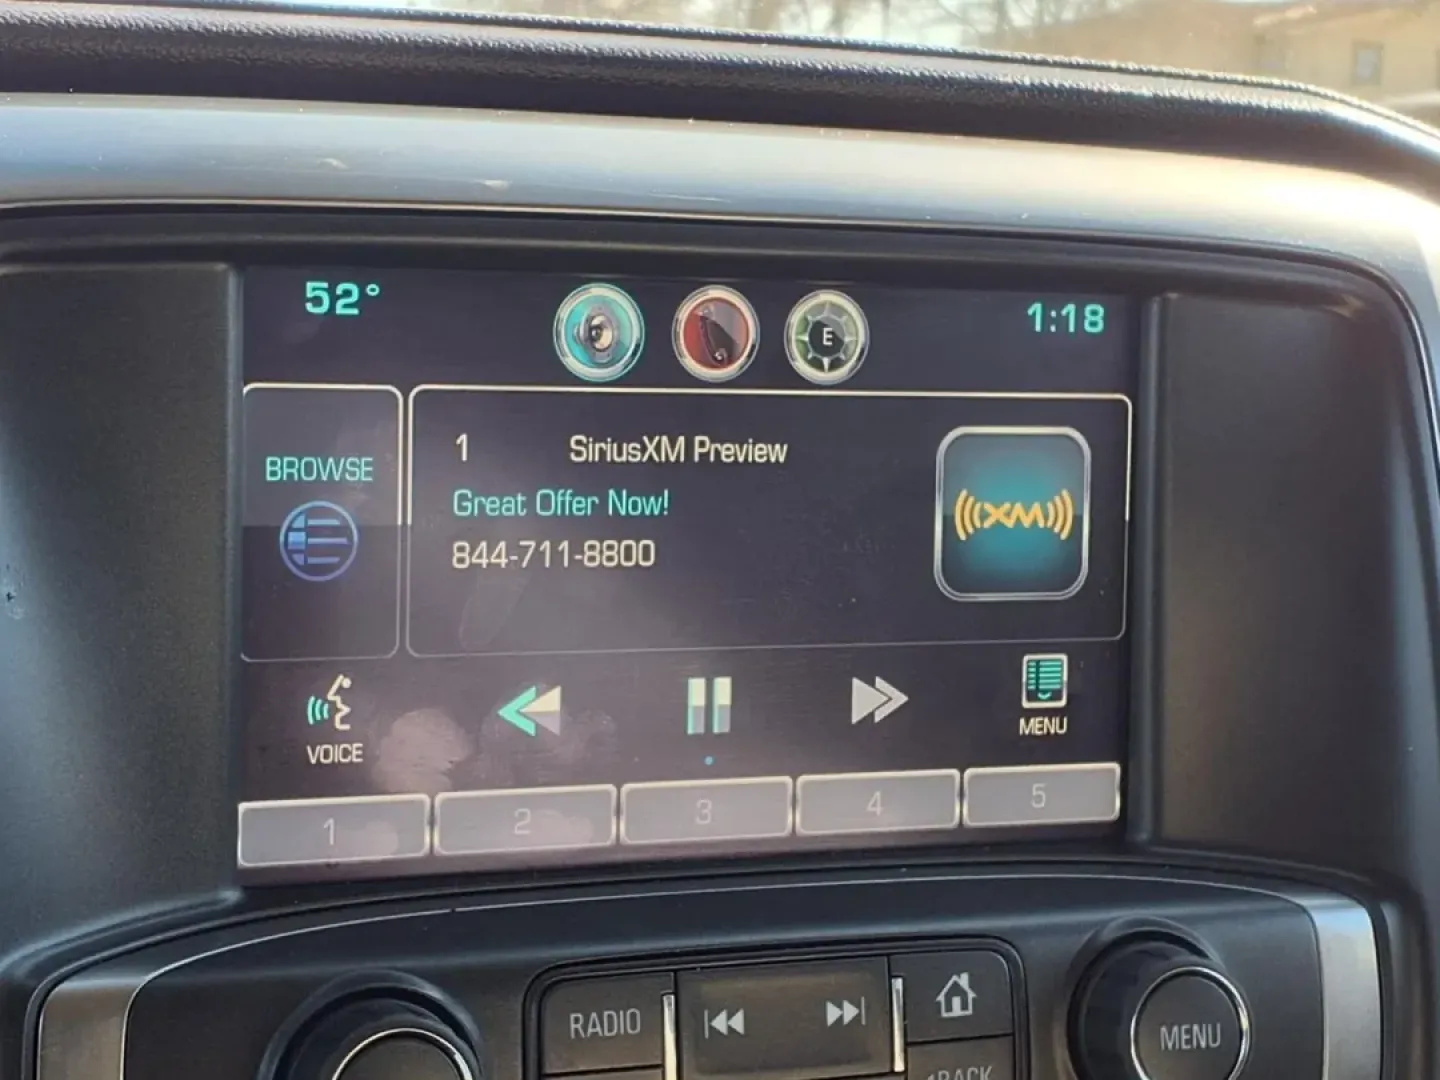 52°
E
1:18
BROWSE
1 SiriusXM Preview
Great Offer Now!
844-711-8800
XM
VOICE
MENU
1 2 3 4 5
RADIO
MENU
BACK